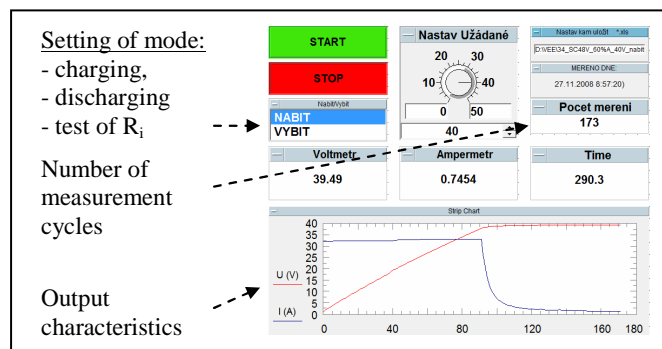 Setting of mode:
- charging,
- discharging
- test of Ri
Number of
measurement
cycles
Output
characteristics
START
STOP
Nabit/Vybit
NABIT
VYBIT
Nastav Užádané
20 30
10 40
0 50
40
Nastav kam uložit *.xls
D:\VEE\34_SC48V_60%A_40V_nabit
MERENO DNE:
27.11.2008 8:57:20)
Pocet mereni
173
Voltmetr
39.49
Ampermetr
0.7454
Time
290.3
Strip Chart
U (V)
I (A)
40
35
30
25
20
15
10
5
0
0 40 80 120 160 180